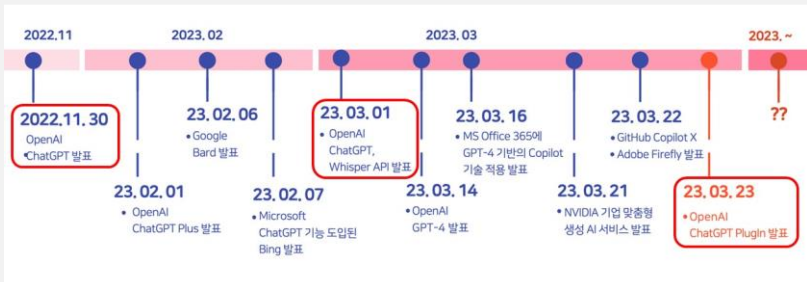 2022.11
2023.02
2023.03
2023. ~
2022.11.30
OpenAI
•ChatGPT 발표
23.02.01
• OpenAI
ChatGPT Plus 발표
23.02.06
• Google
Bard 발표
23.02.07
• Microsoft
ChatGPT 기능 도입된
Bing 발표
23.03.01
• OpenAI
ChatGPT,
Whisper API 발표
23.03.14
• OpenAI
GPT-4 발표
23.03.16
• MS Office 365에
GPT-4 기반의 Copilot
기술 적용 발표
23.03.21
• NVIDIA 기업 맞춤형
생성 AI 서비스 발표
23.03.22
• GitHub Copilot X
• Adobe Firefly 발표
23.03.23
• OpenAI
ChatGPT PlugIn 발표
??